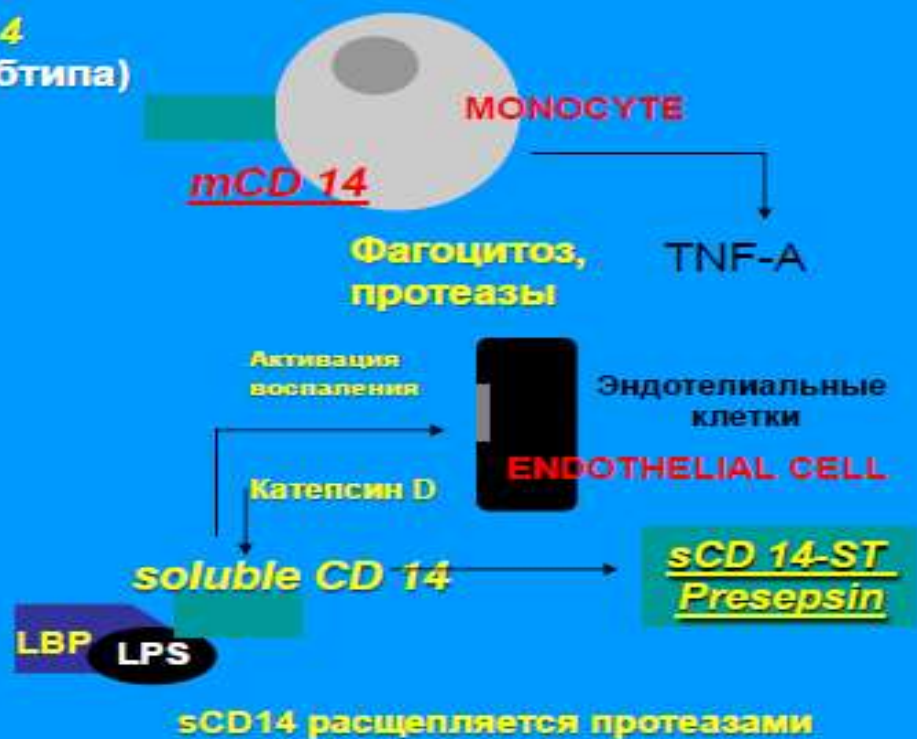 4
бтипа)
MONOCYTE
mCD 14
Фагоцитоз,
протеазы
TNF-A
Активация
воспаления
Эндотелиальные
клетки
ENDOTHELIAL CELL
Катепсин D
soluble CD 14
sCD 14-ST
Presepsin
LBP
LPS
sCD14 расщепляется протеазами